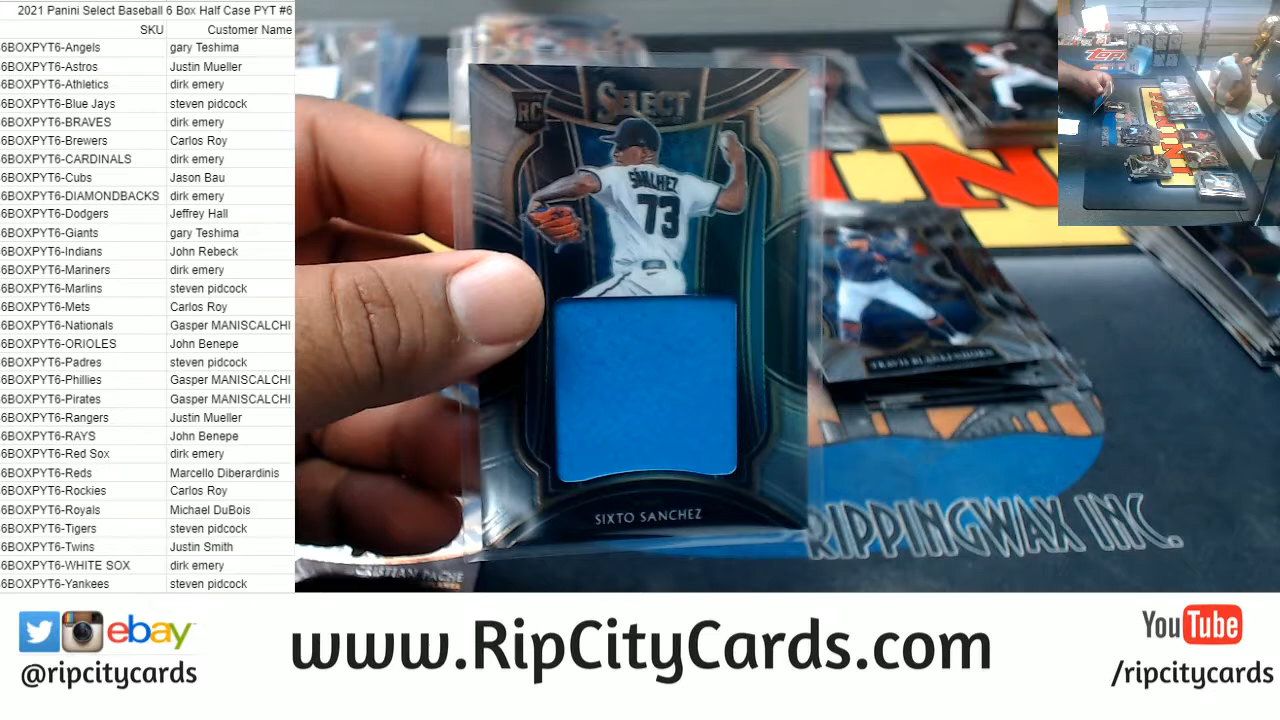 2021 Panini Select Baseball 6 Box Half Case PYT #6
SKU Customer Name
6BOXPYT6-Angels gary Teshima
6BOXPYT6-Astros Justin Mueller
6BOXPYT6-Athletics dirk emery
6BOXPYT6-Blue Jays steven pidcock
6BOXPYT6-BRAVES dirk emery
6BOXPYT6-Brewers Carlos Roy
6BOXPYT6-CARDINALS dirk emery
6BOXPYT6-Cubs Jason Bau
6BOXPYT6-DIAMONDBACKS dirk emery
6BOXPYT6-Dodgers Jeffrey Hall
6BOXPYT6-Giants gary Teshima
6BOXPYT6-Indians John Rebeck
6BOXPYT6-Mariners dirk emery
6BOXPYT6-Marlins steven pidcock
6BOXPYT6-Mets Carlos Roy
6BOXPYT6-Nationals Gasper MANISCALCHI
6BOXPYT6-ORIOLES John Benepe
6BOXPYT6-Padres steven pidcock
6BOXPYT6-Phillies Gasper MANISCALCHI
6BOXPYT6-Pirates Gasper MANISCALCHI
6BOXPYT6-Rangers Justin Mueller
6BOXPYT6-RAYS John Benepe
6BOXPYT6-Red Sox dirk emery
6BOXPYT6-Reds Marcello Diberardinis
6BOXPYT6-Rockies Carlos Roy
6BOXPYT6-Royals Michael DuBois
6BOXPYT6-Tigers steven pidcock
6BOXPYT6-Twins Justin Smith
6BOXPYT6-WHITE SOX dirk emery
6BOXPYT6-Yankees steven pidcock
RC SELECT
SÁNCHEZ
73
SIXTO SANCHEZ
TRAVIS BLANKENHORN
CRISTIAN PACHE
RIPPINGWAX INC.
topps
PANINI
ebay
@ripcitycards
www.RipCityCards.com
YouTube
/ripcitycards